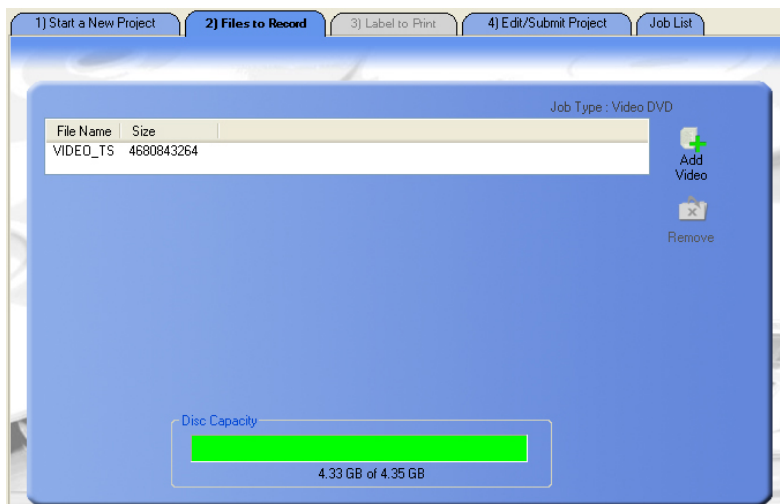 1) Start a New Project 2) Files to Record 3) Label to Print 4) Edit/Submit Project Job List
Job Type : Video DVD
File Name Size
VIDEO_TS 4680843264
Add
Video
Remove
Disc Capacity
4.33 GB of 4.35 GB